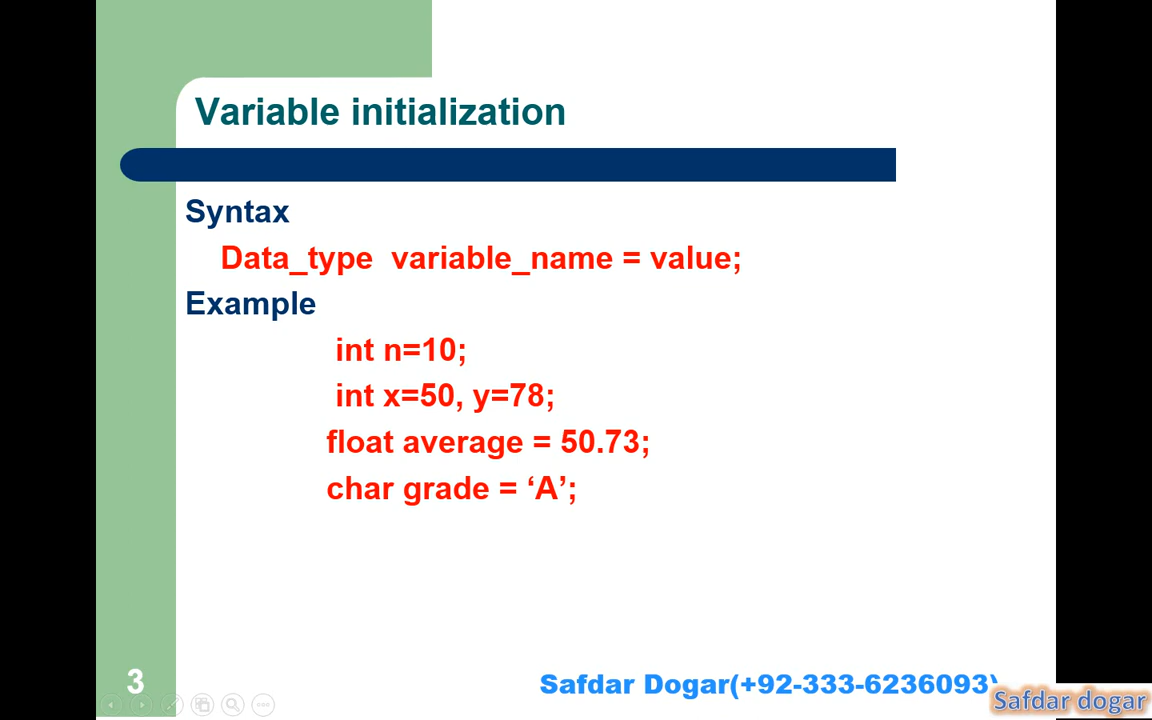 Variable initialization
Syntax
Data_type variable_name = value;
Example
int n=10;
int x=50, y=78;
float average = 50.73;
char grade = ‘A’;
3
Safdar Dogar(+92-333-6236093)
Safdar dogar